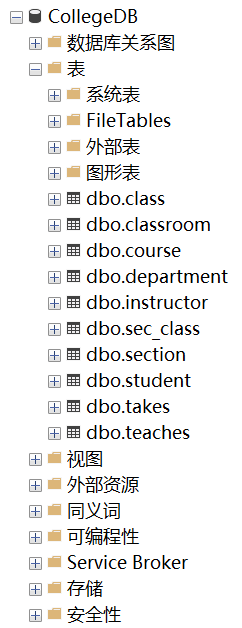 CollegeDB
数据库关系图
表
系统表
FileTables
外部表
图形表
dbo.class
dbo.classroom
dbo.course
dbo.department
dbo.instructor
dbo.sec_class
dbo.section
dbo.student
dbo.takes
dbo.teaches
视图
外部资源
同义词
可编程性
Service Broker
存储
安全性